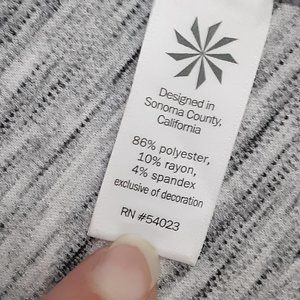 Designed in
Sonoma County,
California
86% polyester,
10% rayon,
4% spandex
exclusive of decoration
RN #54023